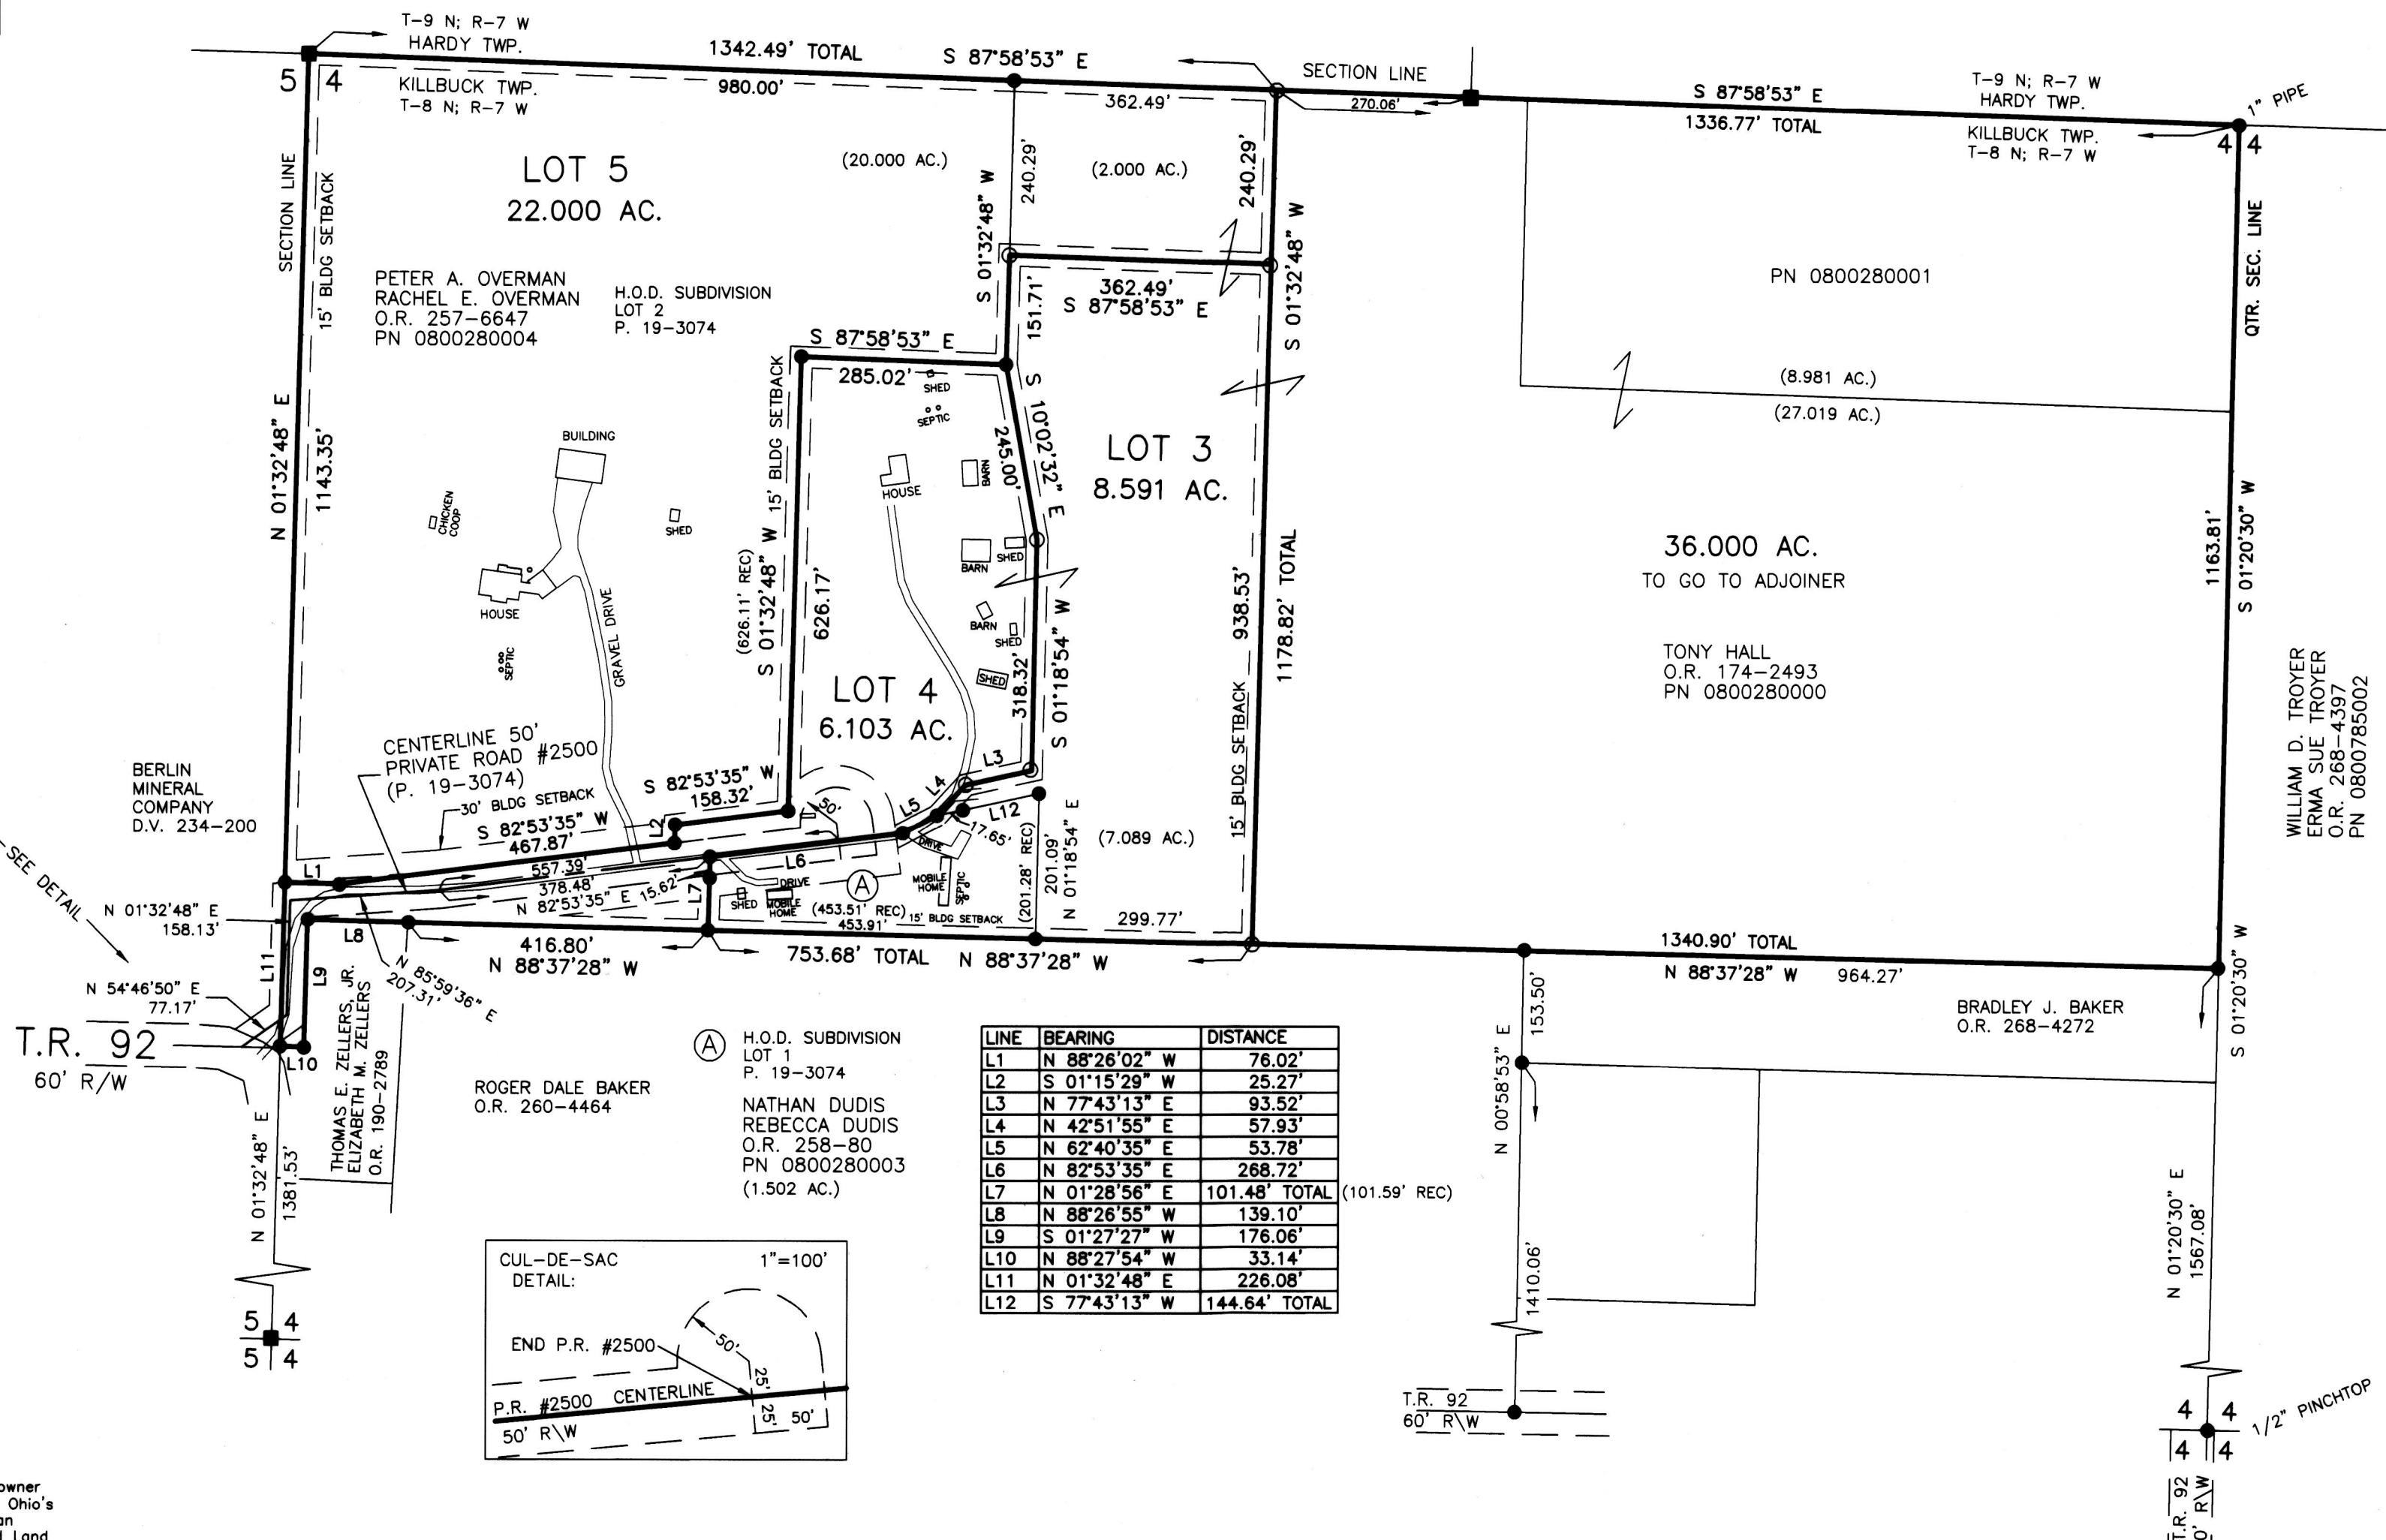 T-9 N; R-7 W
HARDY TWP.
1342.49' TOTAL
S 87°58'53" E
SECTION LINE
5
4
KILLBUCK TWP.
T-8 N; R-7 W
980.00'
362.49'
270.06'
S 87°58'53" E
1336.77' TOTAL
T-9 N; R-7 W
HARDY TWP.
KILLBUCK TWP.
T-8 N; R-7 W
1" PIPE
4
4
SECTION LINE
15' BLDG SETBACK
LOT 5
22.000 AC.
(20.000 AC.)
S 01°32'48" W
240.29'
(2.000 AC.)
240.29'
S 01°32'48" W
QTR. SEC. LINE
PETER A. OVERMAN
RACHEL E. OVERMAN
O.R. 257-6647
PN 0800280004
H.O.D. SUBDIVISION
LOT 2
P. 19-3074
151.71'
362.49'
S 87°58'53" E
PN 0800280001
S 87°58'53" E
285.02'
SHED
SEPTIC
S 10°02'32" E
245.00'
LOT 3
8.591 AC.
(8.981 AC.)
(27.019 AC.)
N 01°32'48" E
1143.35'
BUILDING
CHICKEN
COOP
SHED
HOUSE
SEPTIC
GRAVEL DRIVE
15' BLDG SETBACK
(626.11' REC)
S 01°32'48" W
626.17'
HOUSE
BARN
BARN
SHED
BARN
SHED
SHED
318.32'
S 01°18'54" W
938.53'
1178.82' TOTAL
15' BLDG SETBACK
36.000 AC.
TO GO TO ADJOINER
TONY HALL
O.R. 174-2493
PN 0800280000
1163.81'
S 01°20'30" W
WILLIAM D. TROYER
ERMA SUE TROYER
O.R. 268-4397
PN 0800785002
LOT 4
6.103 AC.
CENTERLINE 50'
PRIVATE ROAD #2500
(P. 19-3074)
30' BLDG SETBACK
BERLIN
MINERAL
COMPANY
D.V. 234-200
S 82°53'35" W
158.32'
S 82°53'35" W
467.87'
L2
50'
L5
L4
L3
L12
17.65'
L1
557.39'
378.48'
N 82°53'35" E
15.62'
L6
L7
DRIVE
DRIVE
A
SHED
MOBILE
HOME
MOBILE
HOME
SEPTIC
(453.51' REC)
453.91'
15' BLDG SETBACK
(201.28' REC)
201.09'
N 01°18'54" E
(7.089 AC.)
299.77'
SEE DETAIL
N 01°32'48" E
158.13'
N 54°46'50" E
77.17'
T.R. 92
60' R/W
L11
L9
L8
L10
N 85°59'36" E
207.31'
416.80'
N 88°37'28" W
753.68' TOTAL
N 88°37'28" W
1340.90' TOTAL
N 88°37'28" W
964.27'
THOMAS E. ZELLERS, JR.
ELIZABETH M. ZELLERS
O.R. 190-2789
ROGER DALE BAKER
O.R. 260-4464
A
H.O.D. SUBDIVISION
LOT 1
P. 19-3074
NATHAN DUDIS
REBECCA DUDIS
O.R. 258-80
PN 0800280003
(1.502 AC.)
LINE BEARING DISTANCE
L1 N 88°26'02" W 76.02'
L2 S 01°15'29" W 25.27'
L3 N 77°43'13" E 93.52'
L4 N 42°51'55" E 57.93'
L5 N 62°40'35" E 53.78'
L6 N 82°53'35" E 268.72'
L7 N 01°28'56" E 101.48' TOTAL (101.59' REC)
L8 N 88°26'55" W 139.10'
L9 S 01°27'27" W 176.06'
L10 N 88°27'54" W 33.14'
L11 N 01°32'48" E 226.08'
L12 S 77°43'13" W 144.64' TOTAL
153.50'
N 00°58'53" E
1410.06'
BRADLEY J. BAKER
O.R. 268-4272
S 01°20'30" W
N 01°20'30" E
1567.08'
N 01°32'48" E
1381.53'
5
4
5
4
CUL-DE-SAC
DETAIL:
1"=100'
END P.R. #2500
50'
25'
P.R. #2500
CENTERLINE
50' R\W
25'
50'
T.R. 92
60' R\W
4
4
4
4
1/2" PINCHTOP
T.R. 92
0' R\W
owner
Ohio's
an
Land